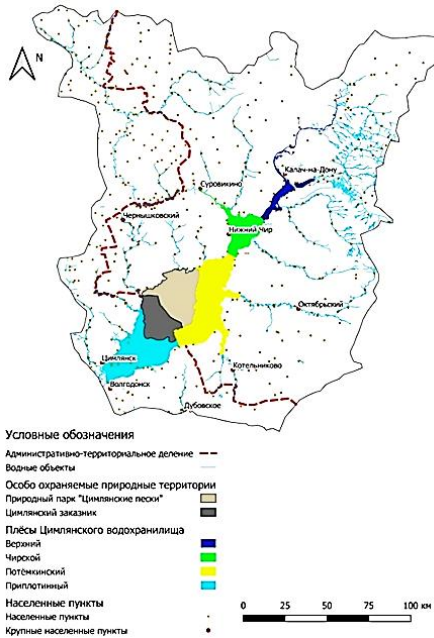 N
Калач-на-Дону
Суровикино
Чернышковский
Нижний Чир
Октябрьский
Цимлянск
Котельниково
Волгодонск
Дубовское
Условные обозначения
Административно-территориальное деление
Водные объекты
Особо охраняемые природные территории
Природный парк "Цимлянские пески"
Цимлянский заказник
Плёсы Цимлянского водохранилища
Верхний
Чирской
Потёмкинский
Приплотинный
Населенные пункты
Населенные пункты
Крупные населенные пункты
0 25 50 75 100 км